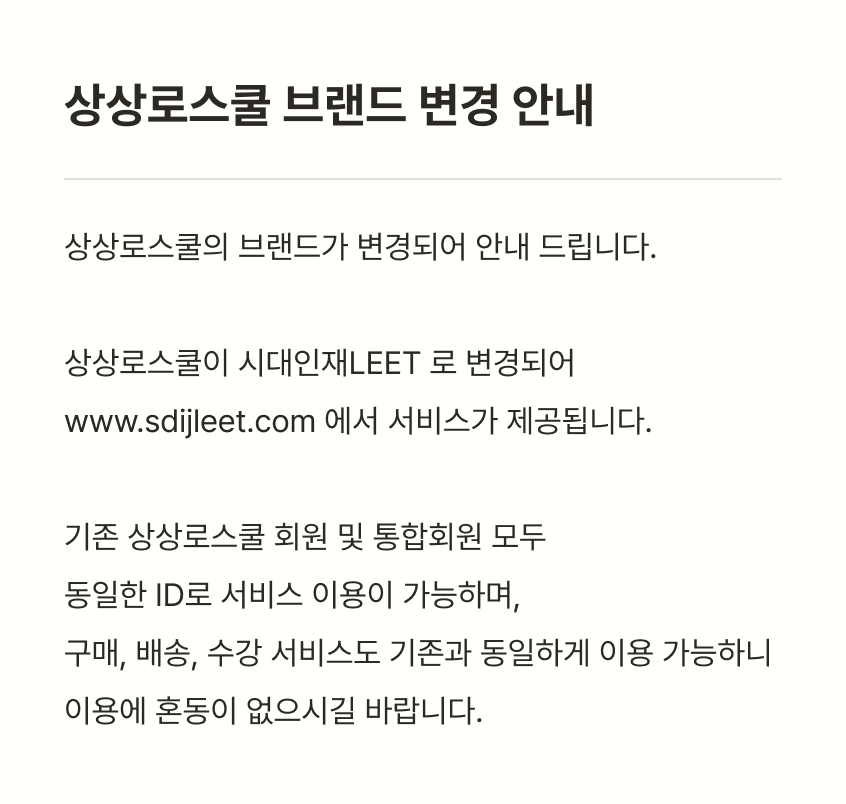 상상로스쿨 브랜드 변경 안내
상상로스쿨의 브랜드가 변경되어 안내 드립니다.
상상로스쿨이 시대인재LEET 로 변경되어
www.sdijleet.com 에서 서비스가 제공됩니다.
기존 상상로스쿨 회원 및 통합회원 모두
동일한 ID로 서비스 이용이 가능하며,
구매, 배송, 수강 서비스도 기존과 동일하게 이용 가능하니
이용에 혼동이 없으시길 바랍니다.